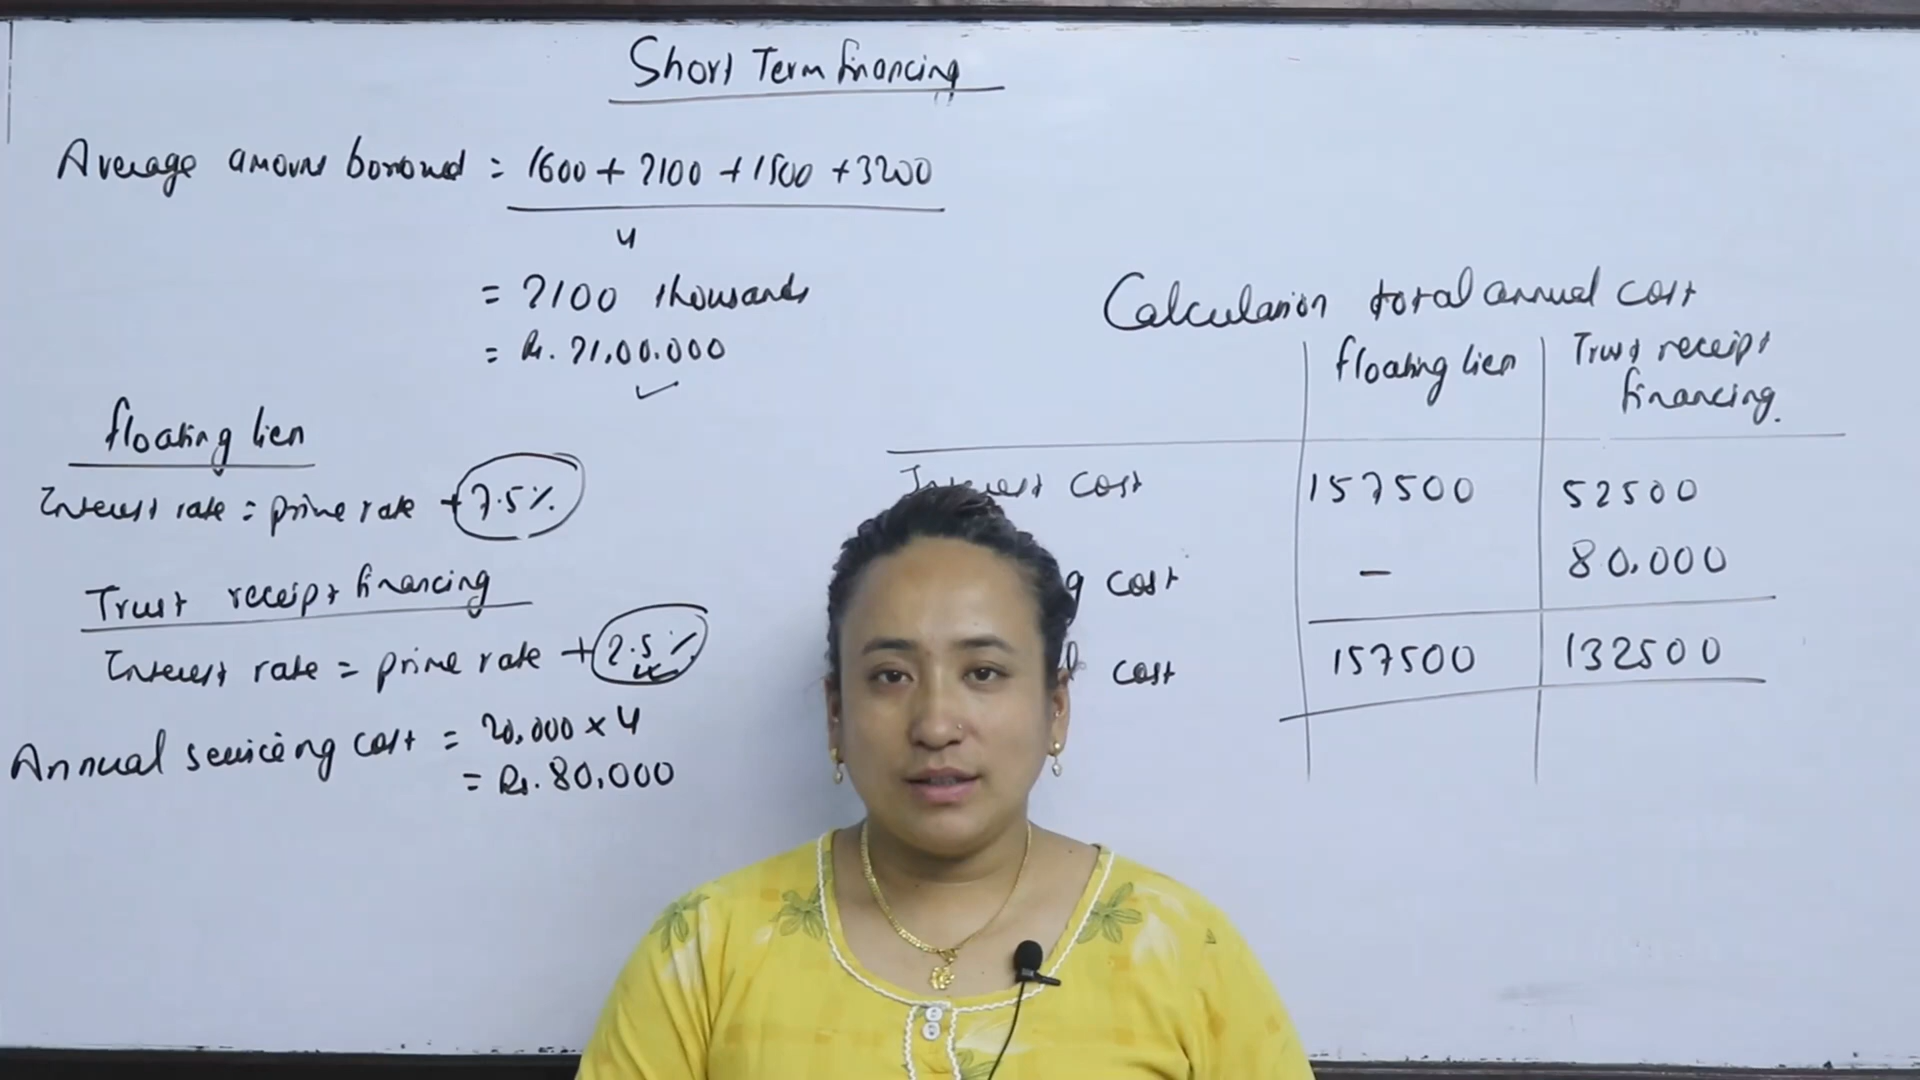 Short Term financing
Average amount borrowed = 1600 + 2100 + 1500 + 3200
4
= 2100 thousands
= Rs. 21,00,000
floating lien
Interest rate = prime rate + 7.5%
Trust receipt financing
Interest rate = prime rate + 2.5%
Annual servicing cost = 20,000 × 4
= Rs. 80,000
Calculation total annual cost
floating lien
Trust receipt
financing.
Interest cost 157500 52500
cost - 80,000
cost 157500 132500